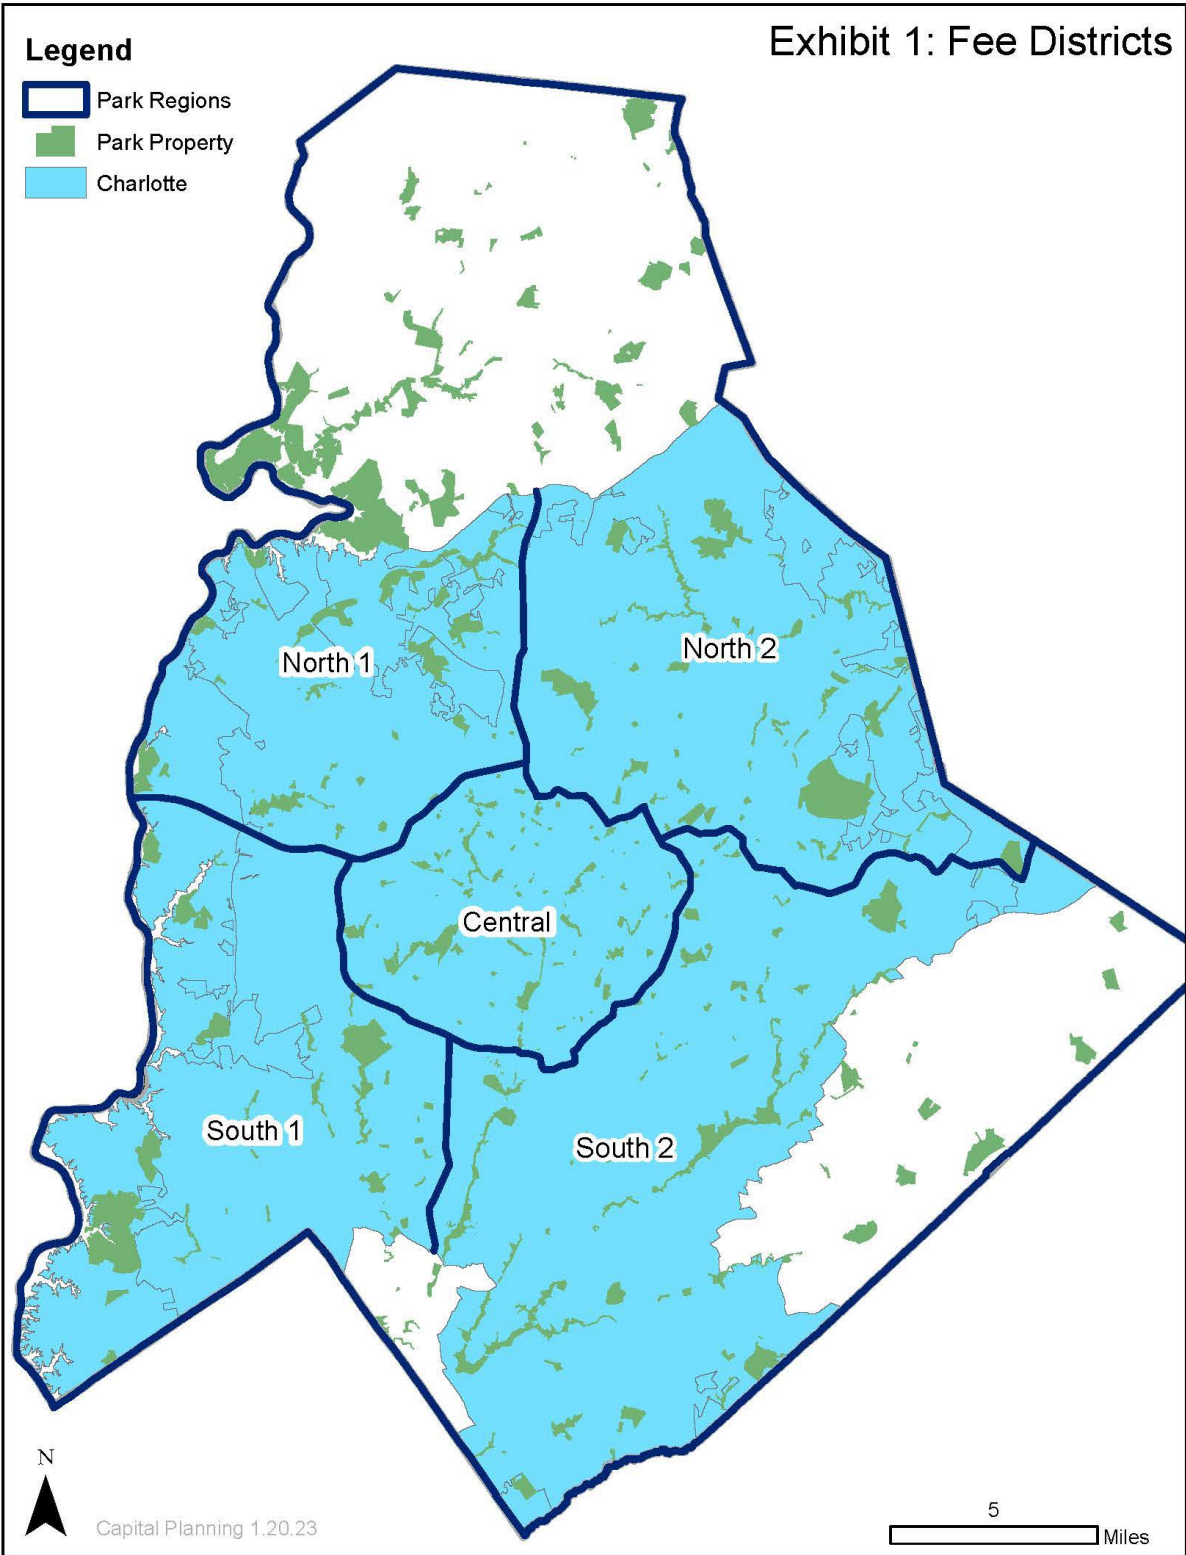 Exhibit 1: Fee Districts
Legend
Park Regions
Park Property
Charlotte
North 1
North 2
Central
South 1
South 2
N
Capital Planning 1.20.23
5
Miles